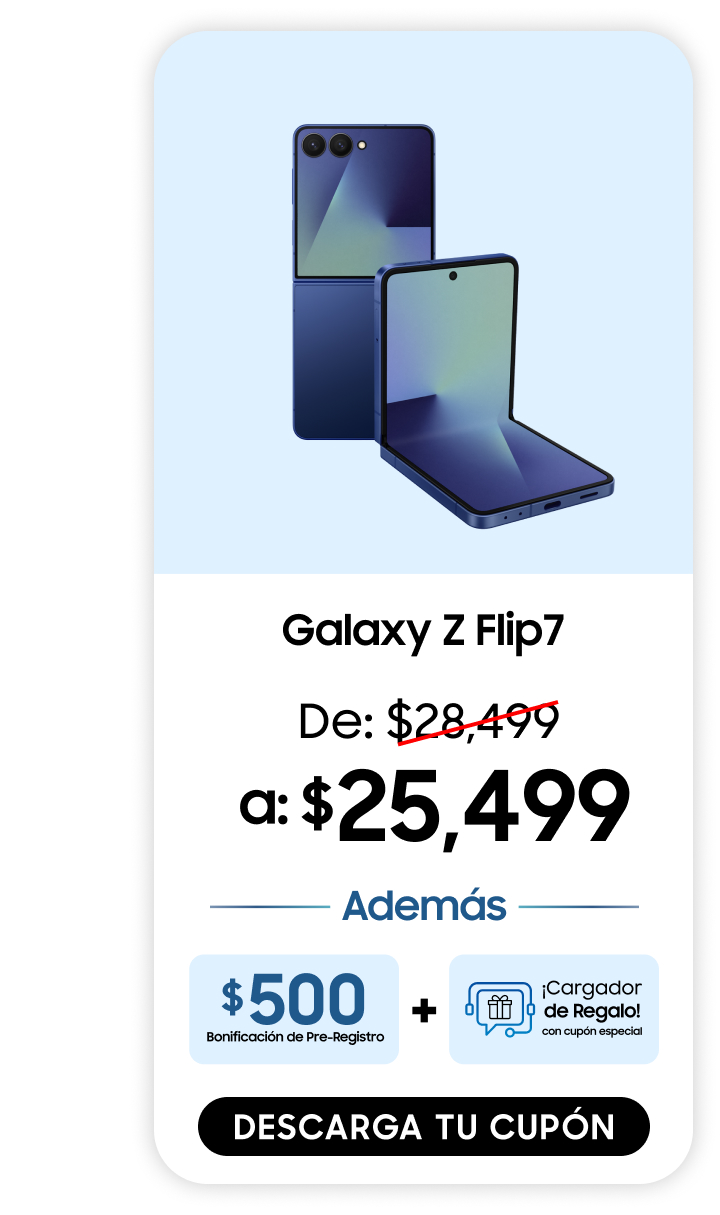 Galaxy Z Flip7
De: $28,499
a: $25,499
Además
$500
Bonificación de Pre-Registro
+
¡Cargador
de Regalo!
con cupón especial
DESCARGA TU CUPÓN